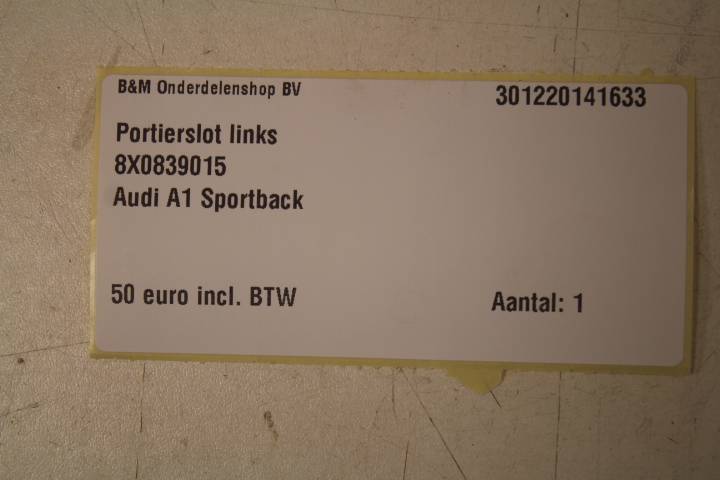 B&M Onderdelenshop BV
301220141633
Portierslot links
8X0839015
Audi A1 Sportback
50 euro incl. BTW
Aantal: 1